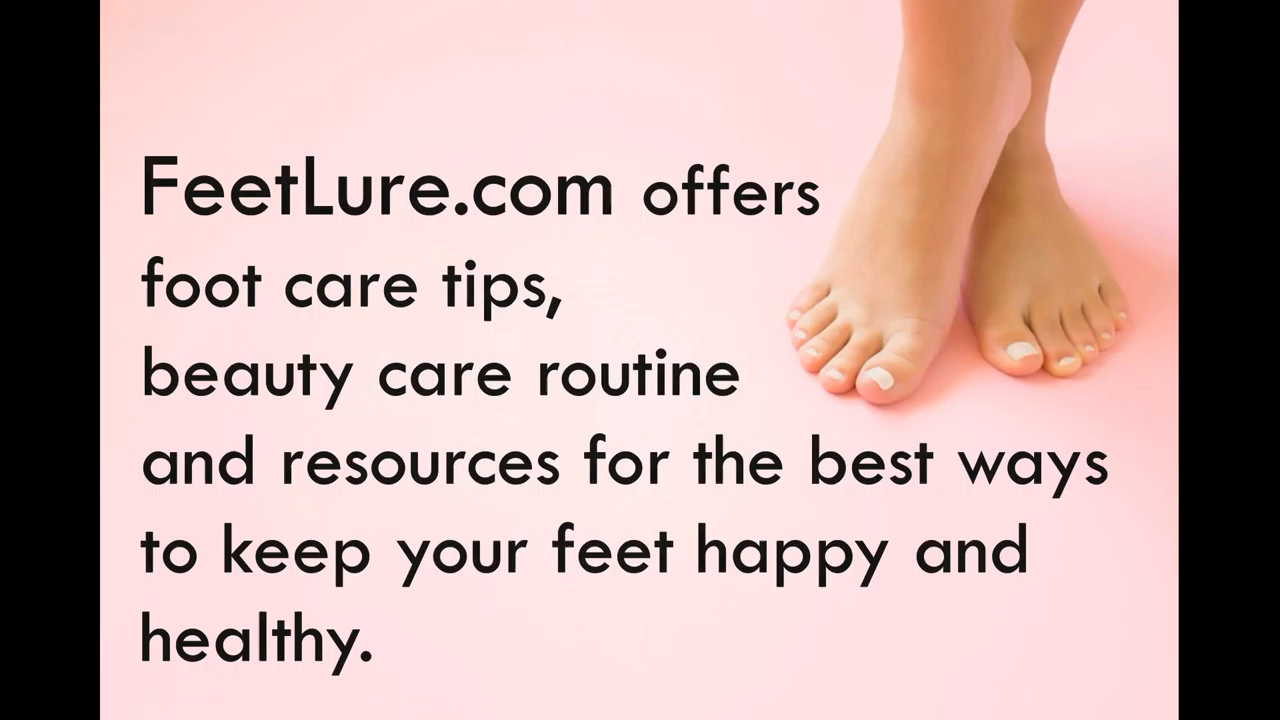 FeetLure.com offers
foot care tips,
beauty care routine
and resources for the best ways
to keep your feet happy and
healthy.